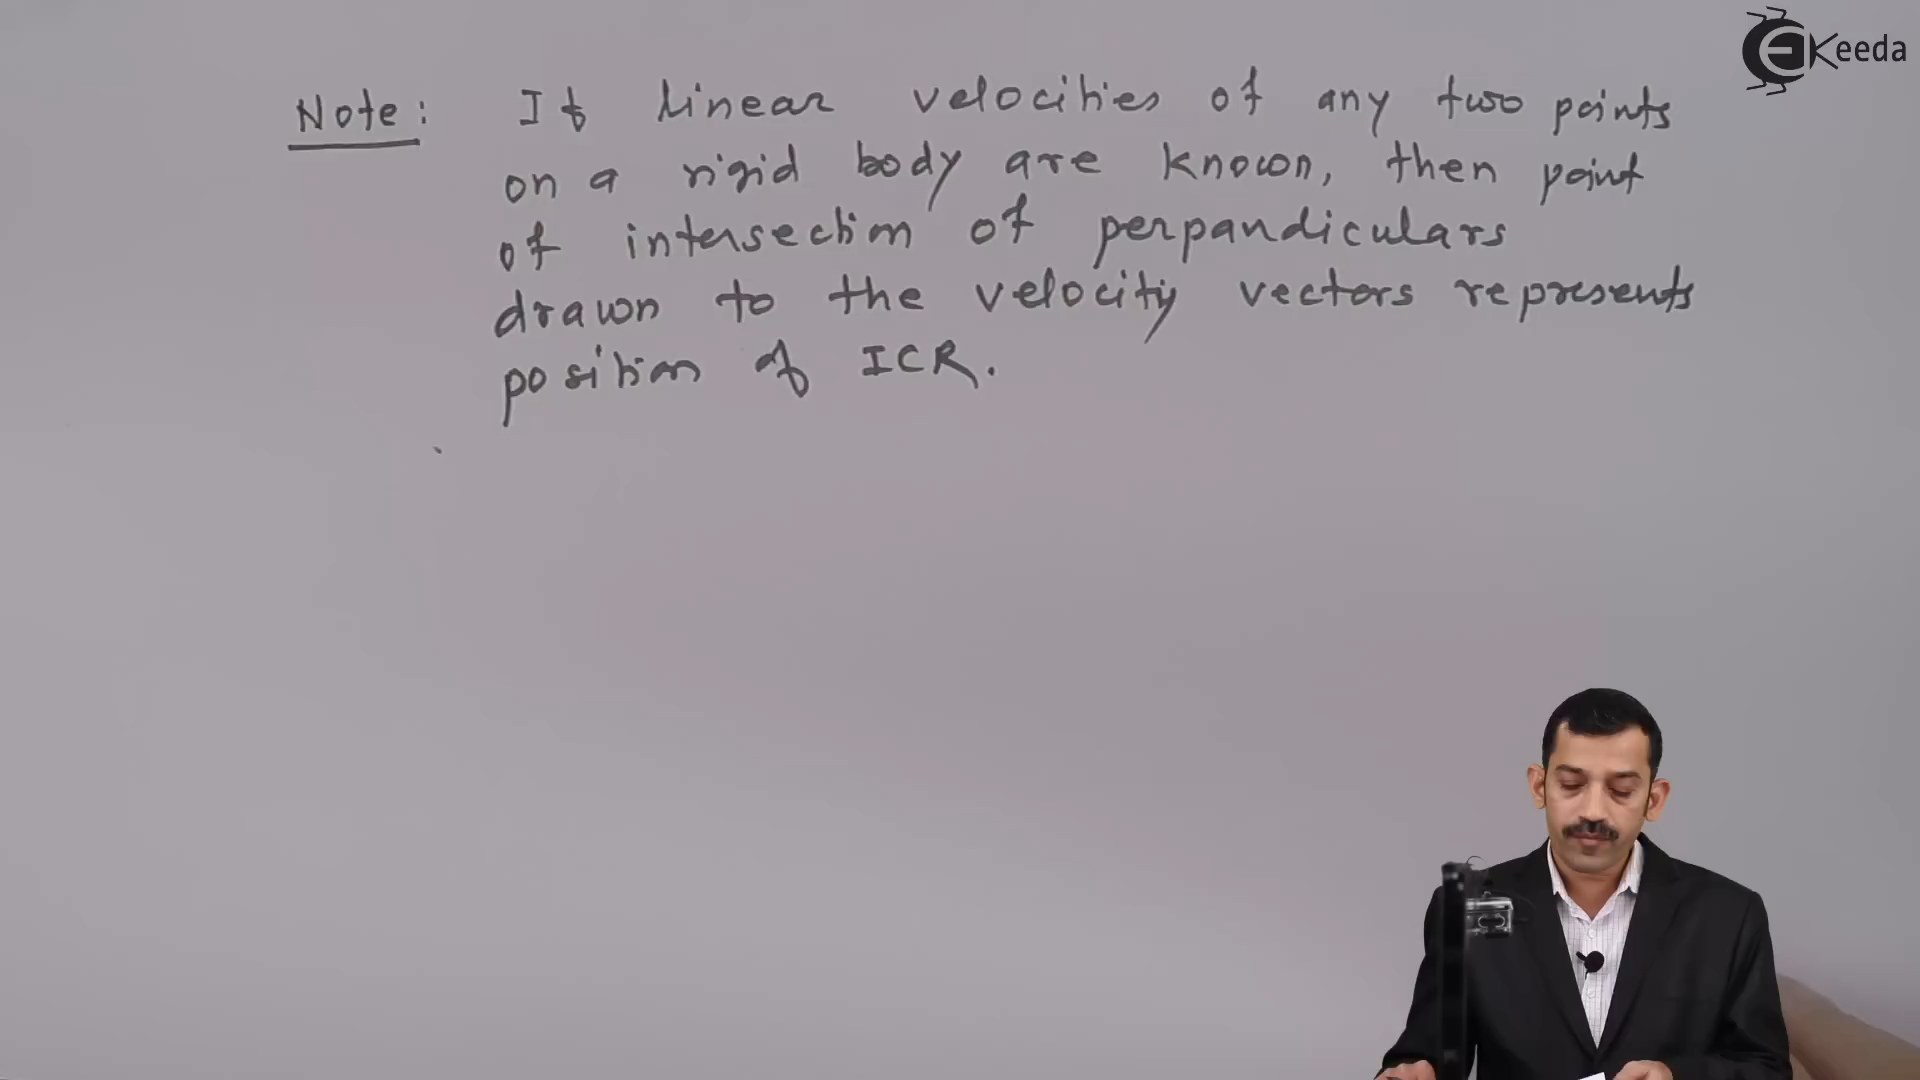 Keeda
Note: If linear velocities of any two points
on a rigid body are known, then point
of intersection of perpandiculars
drawn to the velocity vectors represents
position of ICR.